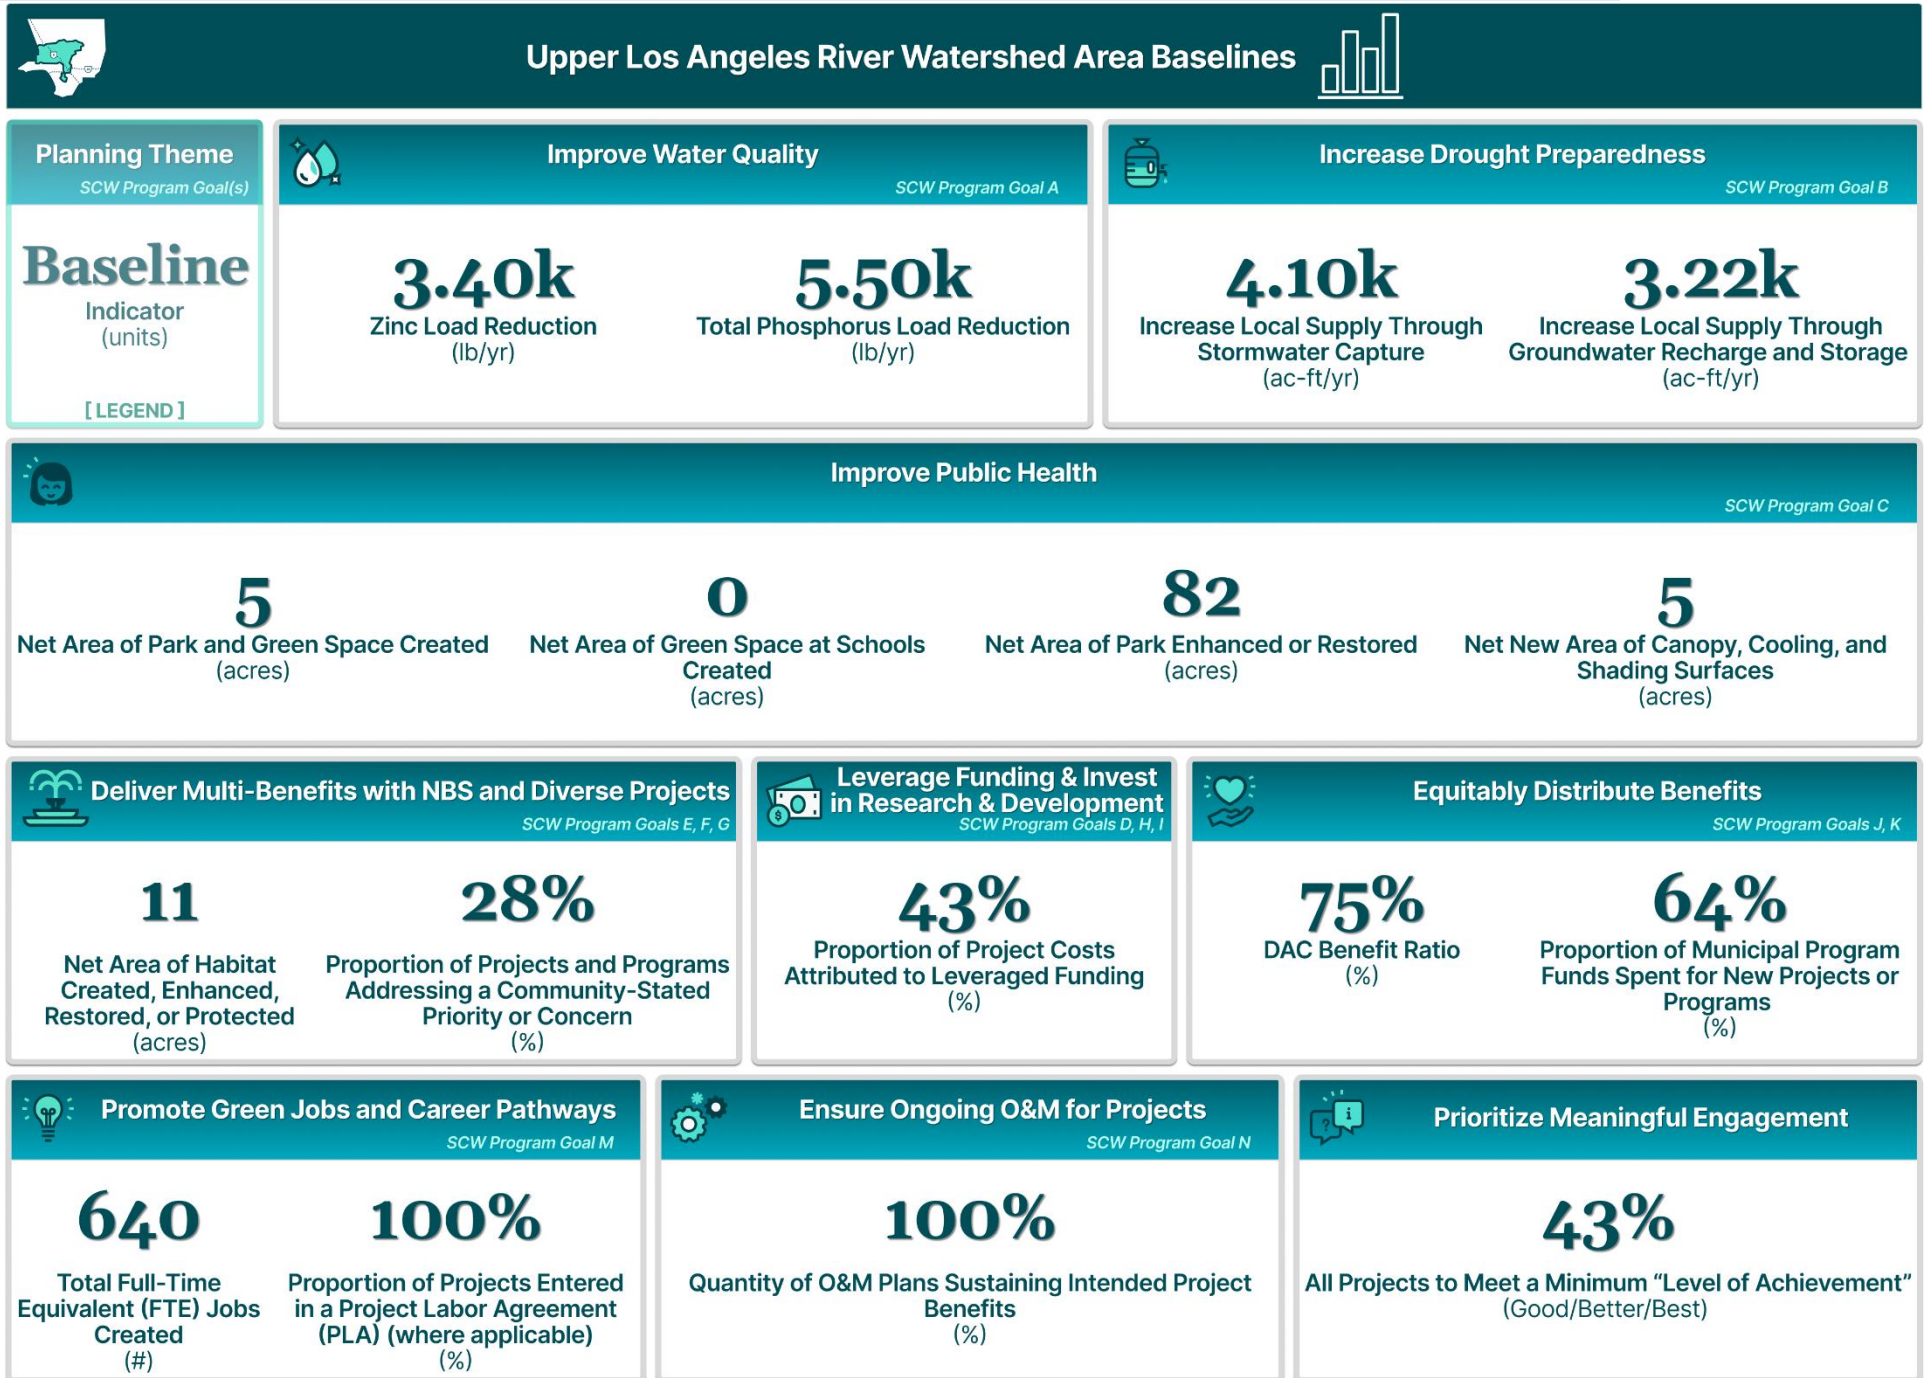 Upper Los Angeles River Watershed Area Baselines
Planning Theme
SCW Program Goal(s)
Baseline
Indicator
(units)
[ LEGEND ]
Improve Water Quality
SCW Program Goal A
3.40k
Zinc Load Reduction
(lb/yr)
5.50k
Total Phosphorus Load Reduction
(lb/yr)
Increase Drought Preparedness
SCW Program Goal B
4.10k
Increase Local Supply Through
Stormwater Capture
(ac-ft/yr)
3.22k
Increase Local Supply Through
Groundwater Recharge and Storage
(ac-ft/yr)
Improve Public Health
SCW Program Goal C
5
Net Area of Park and Green Space Created
(acres)
0
Net Area of Green Space at Schools
Created
(acres)
82
Net Area of Park Enhanced or Restored
(acres)
5
Net New Area of Canopy, Cooling, and
Shading Surfaces
(acres)
Deliver Multi-Benefits with NBS and Diverse Projects
SCW Program Goals E, F, G
11
Net Area of Habitat
Created, Enhanced,
Restored, or Protected
(acres)
28%
Proportion of Projects and Programs
Addressing a Community-Stated
Priority or Concern
(%)
Leverage Funding & Invest
in Research & Development
SCW Program Goals D, H, I
43%
Proportion of Project Costs
Attributed to Leveraged Funding
(%)
Equitably Distribute Benefits
SCW Program Goals J, K
75%
DAC Benefit Ratio
(%)
64%
Proportion of Municipal Program
Funds Spent for New Projects or
Programs
(%)
Promote Green Jobs and Career Pathways
SCW Program Goal M
640
Total Full-Time
Equivalent (FTE) Jobs
Created
(#)
100%
Proportion of Projects Entered
in a Project Labor Agreement
(PLA) (where applicable)
(%)
Ensure Ongoing O&M for Projects
SCW Program Goal N
100%
Quantity of O&M Plans Sustaining Intended Project
Benefits
(%)
Prioritize Meaningful Engagement
43%
All Projects to Meet a Minimum “Level of Achievement”
(Good/Better/Best)